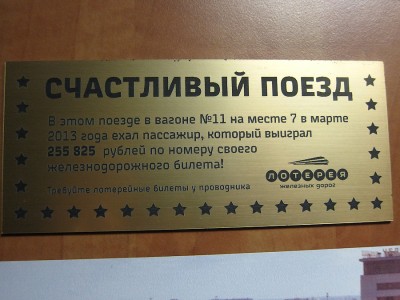 СЧАСТЛИВЫЙ ПОЕЗД
В этом поезде в вагоне №11 на месте 7 в марте
2013 года ехал пассажир, который выиграл
255 825 рублей по номеру своего
железнодорожного билета!
Требуйте лотерейные билеты у проводника
ЛОТЕРЕЯ
железных дорог